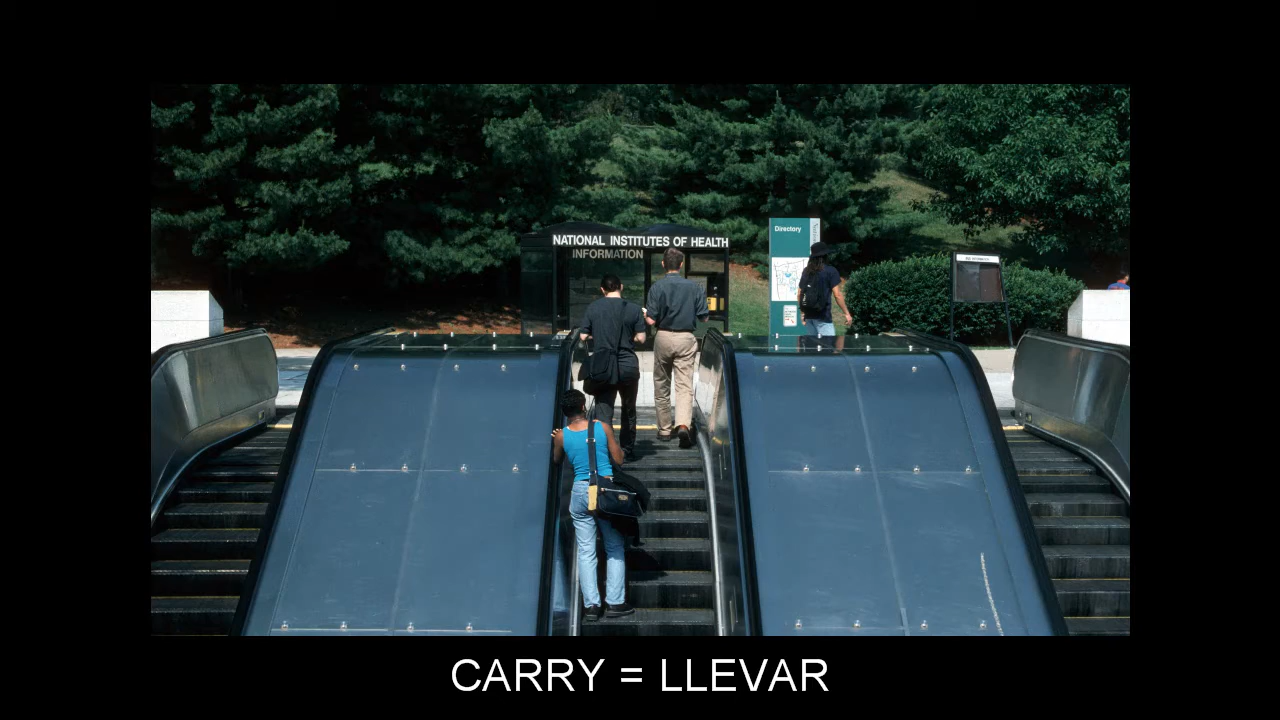 NATIONAL INSTITUTES OF HEALTH
INFORMATION
Directory
CARRY = LLEVAR